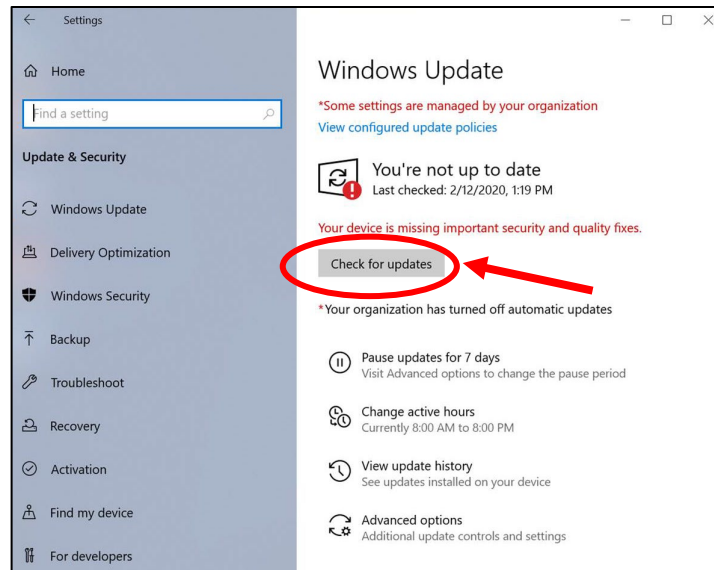 Settings
Home
Find a setting
Update & Security
Windows Update
Delivery Optimization
Windows Security
Backup
Troubleshoot
Recovery
Activation
Find my device
For developers
Windows Update
*Some settings are managed by your organization
View configured update policies
You're not up to date
Last checked: 2/12/2020, 1:19 PM
Your device is missing important security and quality fixes.
Check for updates
*Your organization has turned off automatic updates
Pause updates for 7 days
Visit Advanced options to change the pause period
Change active hours
Currently 8:00 AM to 8:00 PM
View update history
See updates installed on your device
Advanced options
Additional update controls and settings